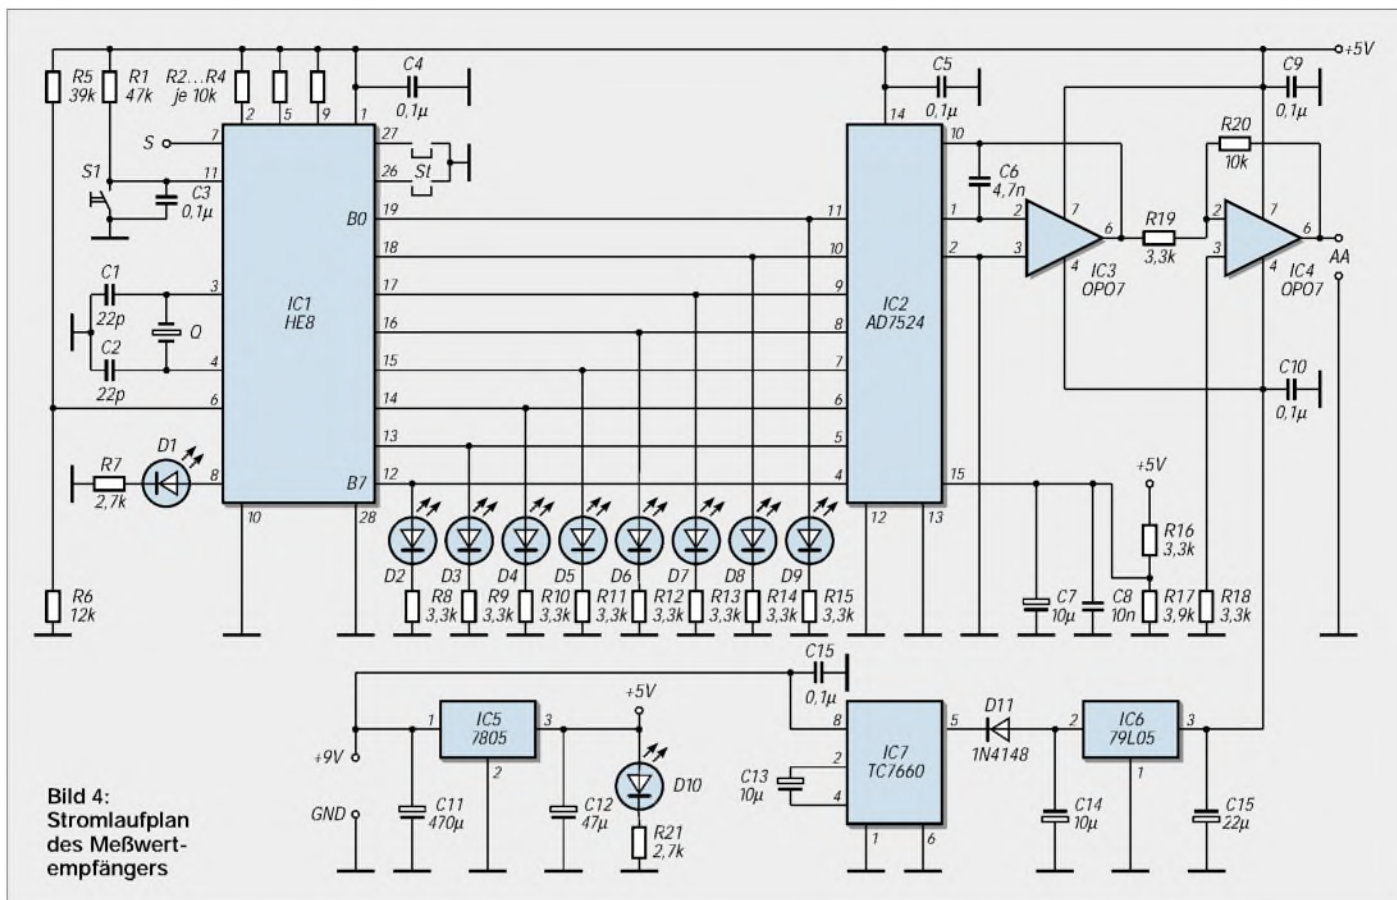 +5V
R5
39k
R1
47k
R2...R4
je 10k
2
5
9
1
C4
0,1µ
14
C5
0,1µ
C9
0,1µ
S
7
S1
11
C3
0,1µ
27
26
St
10
C6
4,7n
R20
10k
B0
19
11
1
2
7
6
R19
3,3k
2
7
6
18
10
2
3
4
IC3
OP07
3
4
IC4
OP07
AA
C1
22p
3
Q
IC1
HE8
17
9
IC2
AD7524
16
8
C2
22p
4
15
7
C10
0,1µ
6
14
6
13
5
D1
R7
2,7k
8
B7
12
4
15
+5V
10
28
12
13
R16
3,3k
D2
D3
D4
D5
D6
D7
D8
D9
R6
12k
R8
3,3k
R9
3,3k
R10
3,3k
R11
3,3k
R12
3,3k
R13
3,3k
R14
3,3k
R15
3,3k
C7
10µ
C8
10n
R17
3,9k
R18
3,3k
C15
0,1µ
+9V
1
IC5
7805
3
2
+5V
8
IC7
TC7660
5
D11
1N4148
2
IC6
79L05
3
1
2
C13
10µ
4
1
6
D10
GND
C11
470µ
C12
47µ
R21
2,7k
C14
10µ
C15
22µ
Bild 4:
Stromlaufplan
des Meßwert-
empfängers